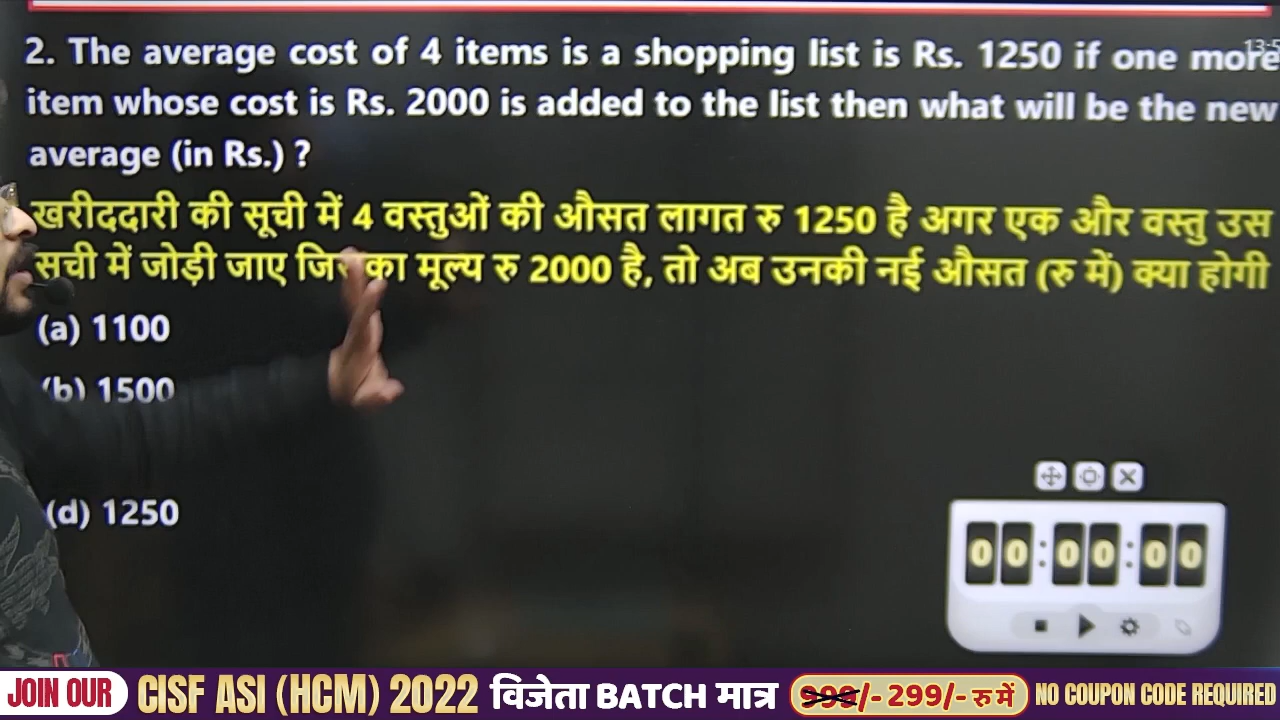 2. The average cost of 4 items is a shopping list is Rs. 1250 if one more
item whose cost is Rs. 2000 is added to the list then what will be the new
average (in Rs.) ?
खरीददारी की सूची में 4 वस्तुओं की औसत लागत रु 1250 है अगर एक और वस्तु उस
सूची में जोड़ी जाए का मूल्य रु 2000 है, तो अब उनकी नई औसत (रु में) क्या होगी
(a) 1100
(b) 1500
(d) 1250
00:00:00
JOIN OUR CISF ASI (HCM) 2022 विजेता BATCH मात्र 999/- 299/- रु में NO COUPON CODE REQUIRED